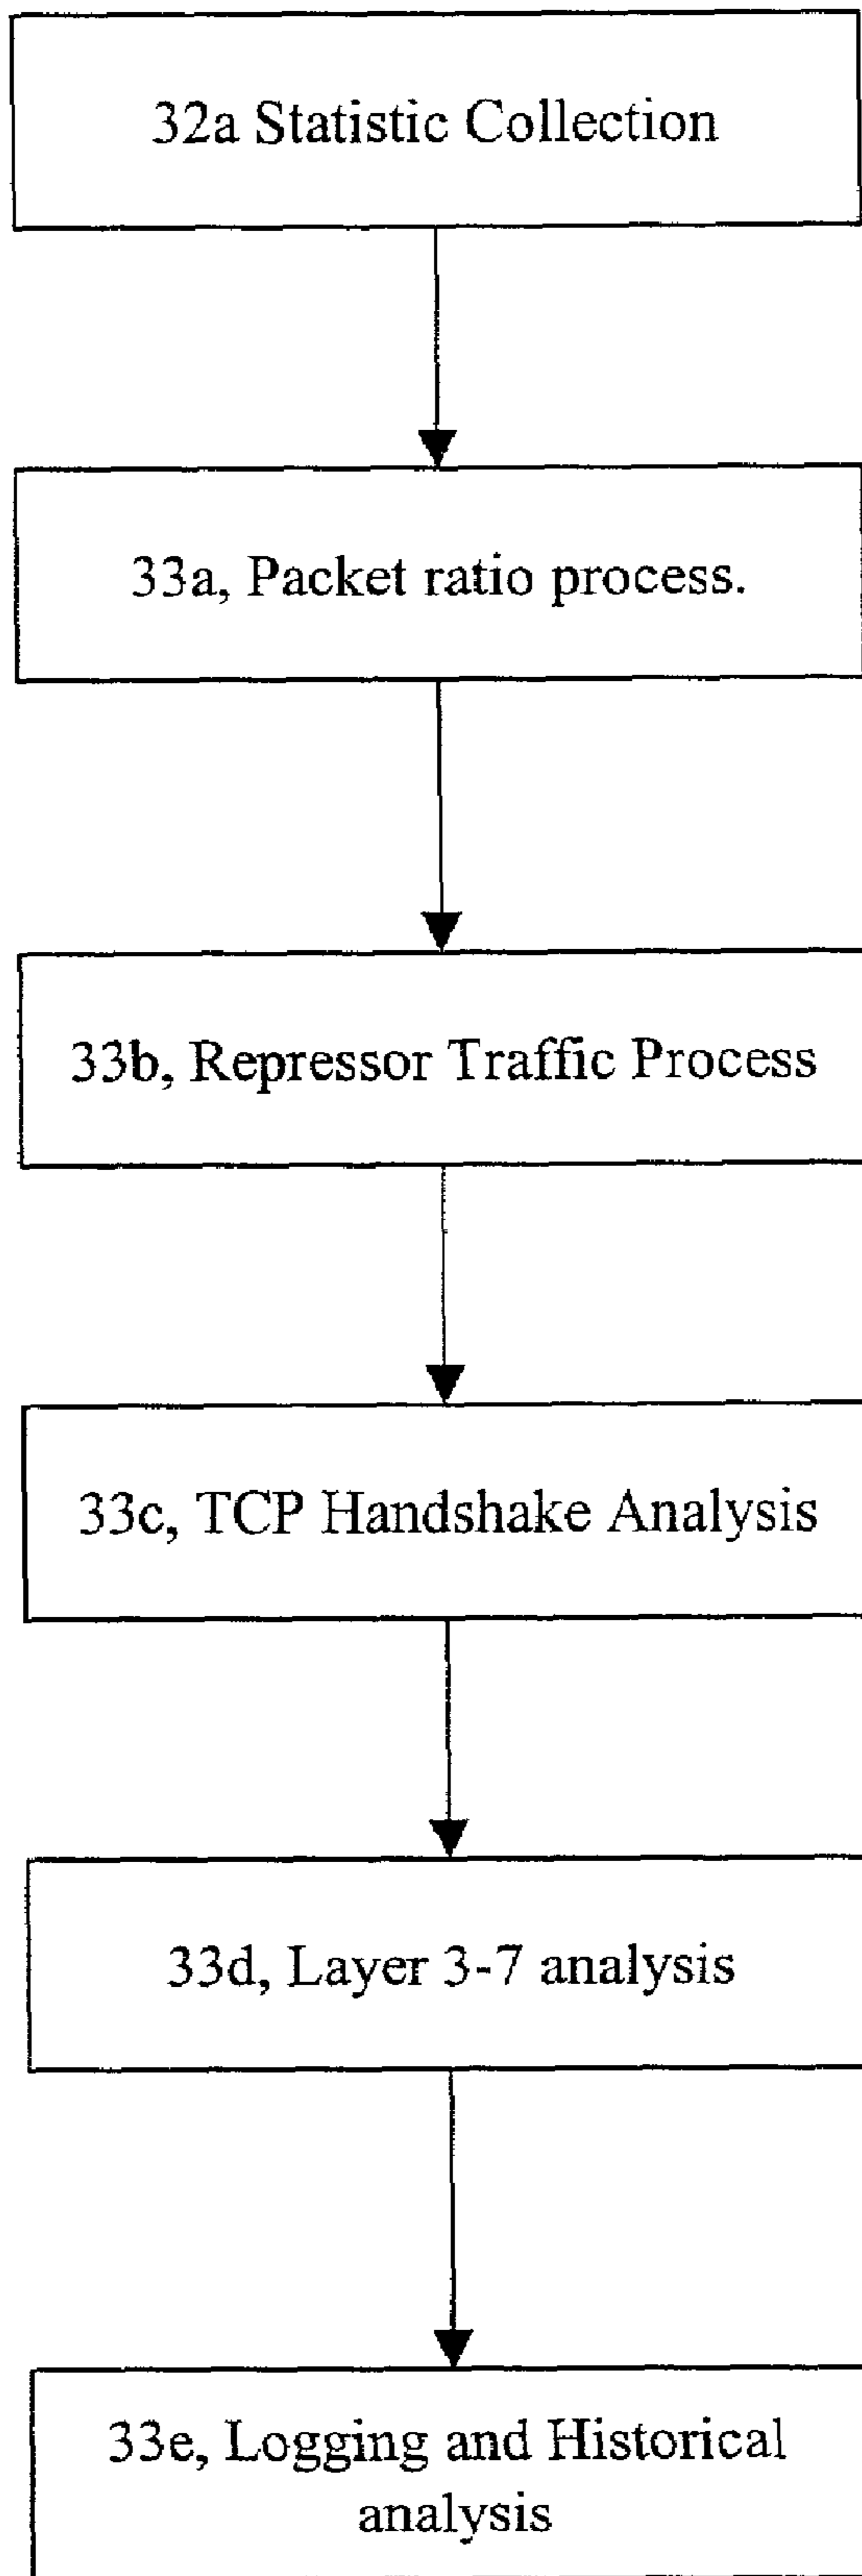 32a Statistic Collection
33a, Packet ratio process.
33b, Repressor Traffic Process
33c, TCP Handshake Analysis
33d, Layer 3-7 analysis
33e, Logging and Historical
analysis